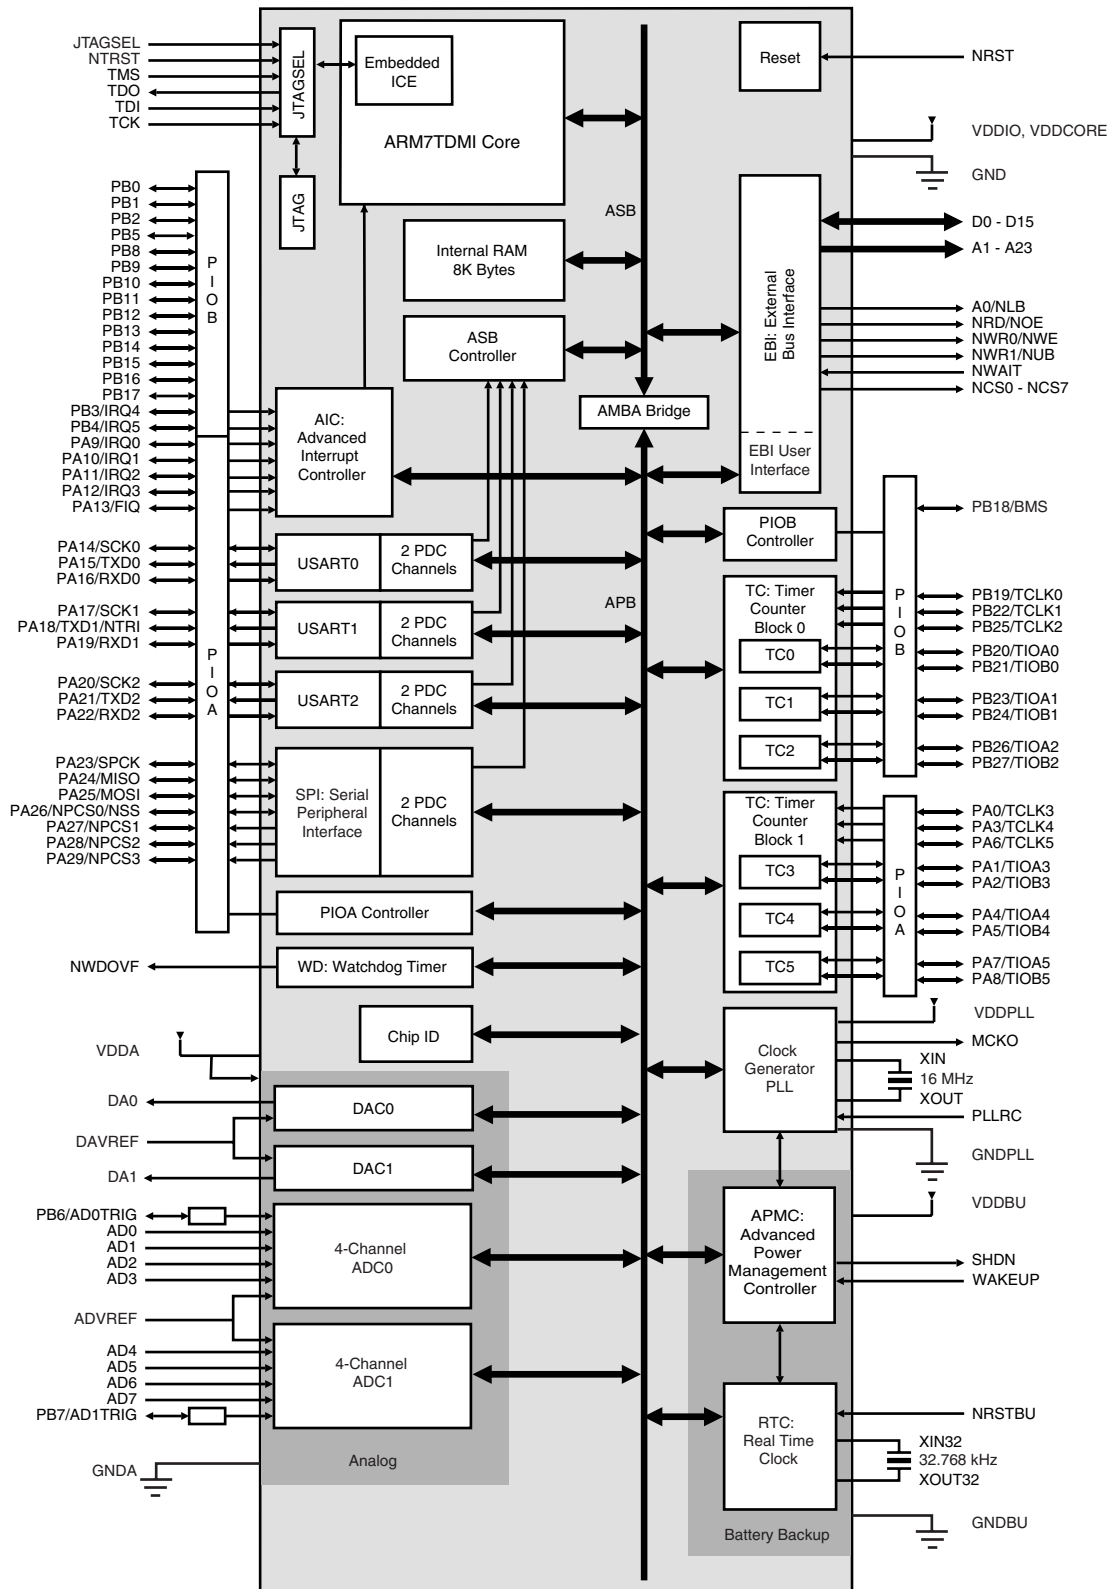 JTAGSEL
NTRST
TMS
TDO
TDI
TCK
JTAGSEL
Embedded
ICE
ARM7TDMI Core
JTAG
Reset
NRST
VDDIO, VDDCORE
GND
PB0
PB1
PB2
PB5
PB8
PB9
PB10
PB11
PB12
PB13
PB14
PB15
PB16
PB17
PB3/IRQ4
PB4/IRQ5
PA9/IRQ0
PA10/IRQ1
PA11/IRQ2
PA12/IRQ3
PA13/FIQ
P
I
O
B
ASB
Internal RAM
8K Bytes
ASB
Controller
EBI: External
Bus Interface
D0 - D15
A1 - A23
A0/NLB
NRD/NOE
NWR0/NWE
NWR1/NUB
NWAIT
NCS0 - NCS7
AMBA Bridge
EBI User
Interface
AIC:
Advanced
Interrupt
Controller
PA14/SCK0
PA15/TXD0
PA16/RXD0
USART0
2 PDC
Channels
PA17/SCK1
PA18/TXD1/NTRI
PA19/RXD1
USART1
2 PDC
Channels
PA20/SCK2
PA21/TXD2
PA22/RXD2
USART2
2 PDC
Channels
P
I
O
A
PA23/SPCK
PA24/MISO
PA25/MOSI
PA26/NPCS0/NSS
PA27/NPCS1
PA28/NPCS2
PA29/NPCS3
SPI: Serial
Peripheral
Interface
2 PDC
Channels
PIOA Controller
APB
PIOB
Controller
PB18/BMS
TC: Timer
Counter
Block 0
TC0
TC1
TC2
P
I
O
B
PB19/TCLK0
PB22/TCLK1
PB25/TCLK2
PB20/TIOA0
PB21/TIOB0
PB23/TIOA1
PB24/TIOB1
PB26/TIOA2
PB27/TIOB2
TC: Timer
Counter
Block 1
TC3
TC4
TC5
P
I
O
A
PA0/TCLK3
PA3/TCLK4
PA6/TCLK5
PA1/TIOA3
PA2/TIOB3
PA4/TIOA4
PA5/TIOB4
PA7/TIOA5
PA8/TIOB5
NWDOVF
WD: Watchdog Timer
Chip ID
VDDA
DA0
DAVREF
DA1
DAC0
DAC1
Clock
Generator
PLL
VDDPLL
MCKO
XIN
16 MHz
XOUT
PLLRC
GNDPLL
PB6/AD0TRIG
AD0
AD1
AD2
AD3
ADVREF
AD4
AD5
AD6
AD7
PB7/AD1TRIG
GNDA
4-Channel
ADC0
4-Channel
ADC1
Analog
APMC:
Advanced
Power
Management
Controller
VDDBU
SHDN
WAKEUP
RTC:
Real Time
Clock
NRSTBU
XIN32
32.768 kHz
XOUT32
GNDBU
Battery Backup